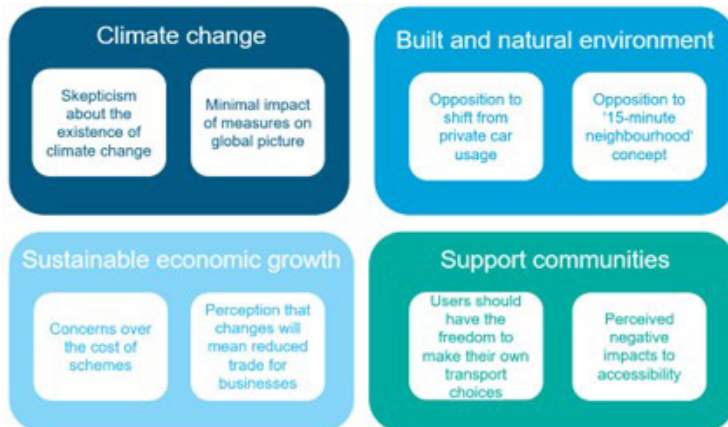 Climate change
Skepticism
about the
existence of
climate change
Minimal impact
of measures on
global picture
Built and natural environment
Opposition to
shift from
private car
usage
Opposition to
'15-minute
neighbourhood'
concept
Sustainable economic growth
Concerns over
the cost of
schemes
Perception that
changes will
mean reduced
trade for
businesses
Support communities
Users should
have the
freedom to
make their own
transport
choices
Perceived
negative
impacts to
accessibility